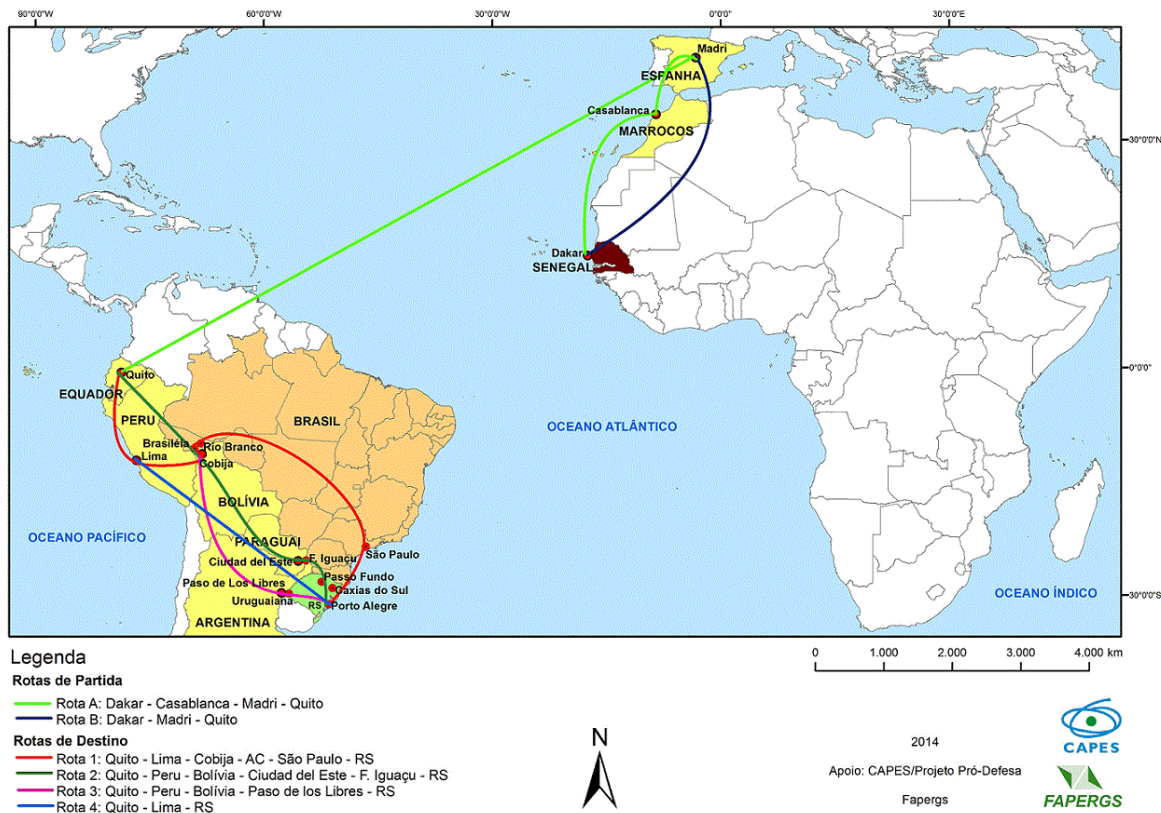 90°0'0"W 60°0'0"W 30°0'0"W 0°0'0" 30°0'0"E
Madri
ESPANHA
Casablanca
MARROCOS
30°0'0"N
Dakar
SENEGAL
Quito
0°0'0"
EQUADOR
PERU
BRASIL
OCEANO ATLÂNTICO
Brasiléia
Rio Branco
Lima
Cobija
BOLÍVIA
OCEANO PACÍFICO
PARAGUAI
São Paulo
Ciudad del Este
F. Iguaçu
Passo Fundo
Paso de Los Libres
Caxias do Sul
OCEANO ÍNDICO
30°0'0"S
Uruguaiana
RS
Porto Alegre
ARGENTINA
Legenda
0 1.000 2.000 3.000 4.000 km
Rotas de Partida
Rota A: Dakar - Casablanca - Madri - Quito
Rota B: Dakar - Madri - Quito
Rotas de Destino
Rota 1: Quito - Lima - Cobija - AC - São Paulo - RS
Rota 2: Quito - Peru - Bolívia - Ciudad del Este - F. Iguaçu - RS
Rota 3: Quito - Peru - Bolívia - Paso de los Libres - RS
Rota 4: Quito - Lima - RS
N
2014
Apoio: CAPES/Projeto Pró-Defesa
Fapergs
CAPES
FAPERGS